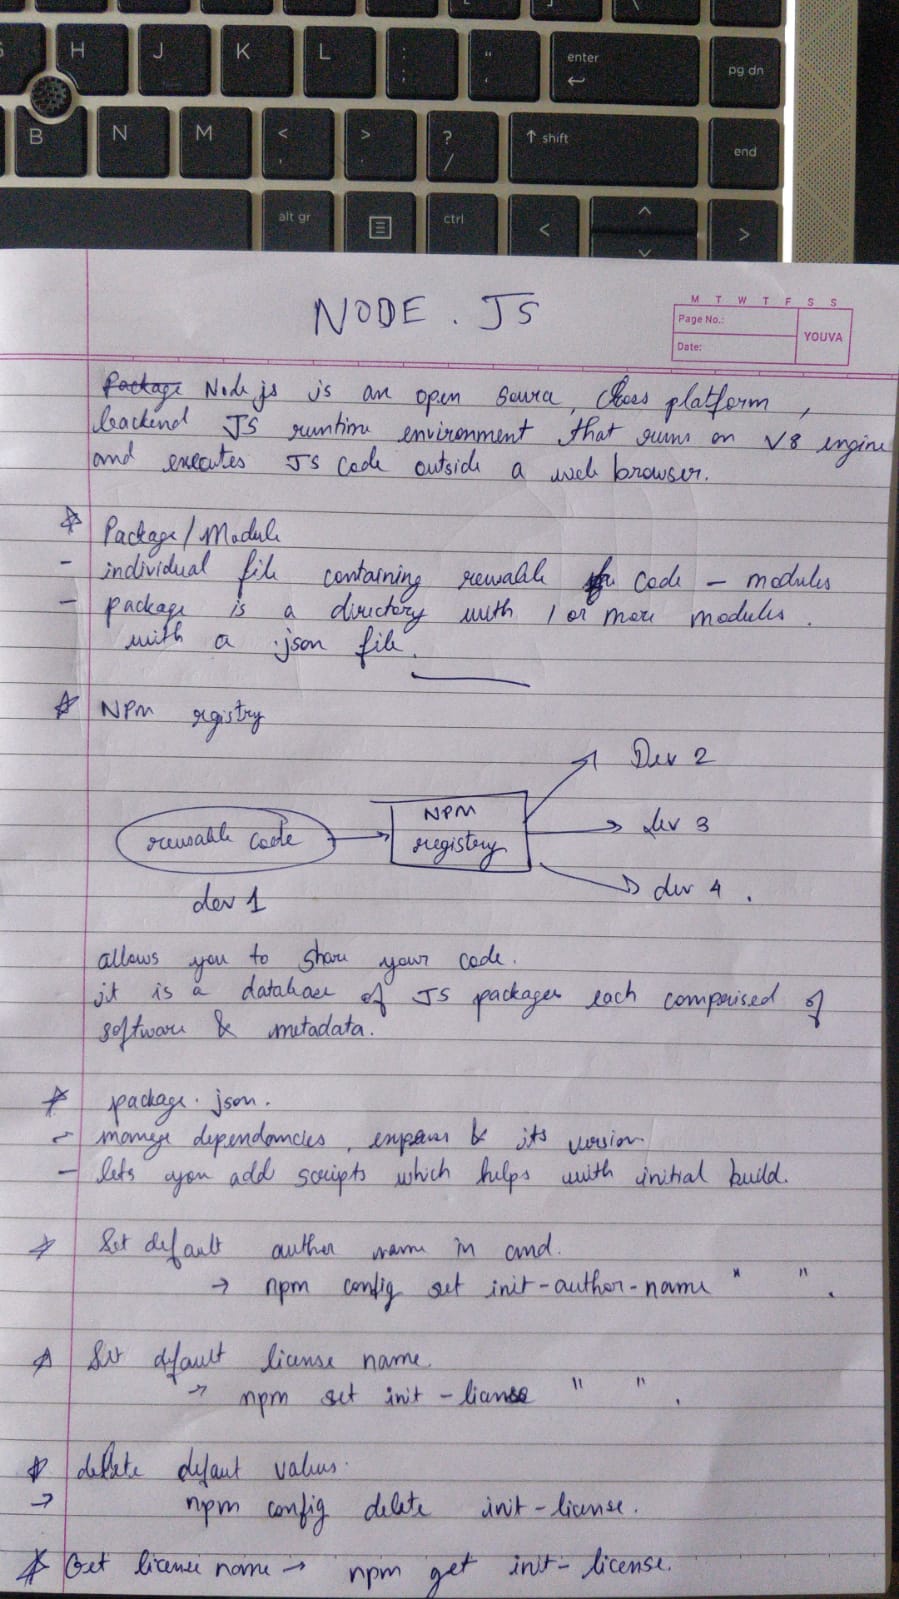 H J K L : ; " ' enter pg dn
B N M < , > . ? / ↑ shift end
alt gr ctrl < ^ >
NODE . JS
M T W T F S S
Page No.:
Date:
YOUVA
Package Node js is an open source, Cross platform,
backend JS runtime environment that runs on V8 engine
and executes JS Code outside a web browser.
☆ Package/Module
- individual file containing reusable code - modules
- package is a directory with 1 or more modules.
with a .json file.
☆ NPM registry
Dev 2
reusable code → NPM registry → dev 3
dev 1
dev 4 .
allows you to share your code.
it is a database of JS packages each comprised of
software & metadata.
☆ package. json.
- manage dependancies, & its version.
- lets you add scripts which helps with initial build.
☆ Set default author name in cmd.
→ npm config set init-author-name " ".
☆ Set default license name.
→ npm set init-license " ".
☆ delete defaut values.
→ npm config delete init-license.
☆ Get license name → npm get init-license.